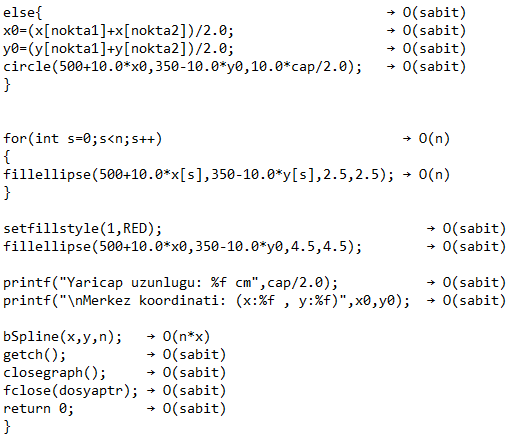 else{ → O(sabit)
x0=(x[nokta1]+x[nokta2])/2.0; → O(sabit)
y0=(y[nokta1]+y[nokta2])/2.0; → O(sabit)
circle(500+10.0*x0,350-10.0*y0,10.0*cap/2.0); → O(sabit)
}
for(int s=0;s<n;s++) → O(n)
{
fillellipse(500+10.0*x[s],350-10.0*y[s],2.5,2.5); → O(n)
}
setfillstyle(1,RED); → O(sabit)
fillellipse(500+10.0*x0,350-10.0*y0,4.5,4.5); → O(sabit)
printf("Yaricap uzunlugu: %f cm",cap/2.0); → O(sabit)
printf("\nMerkez koordinati: (x:%f , y:%f)",x0,y0); → O(sabit)
bSpline(x,y,n); → O(n*x)
getch(); → O(sabit)
closegraph(); → O(sabit)
fclose(dosyaptr); → O(sabit)
return 0; → O(sabit)
}